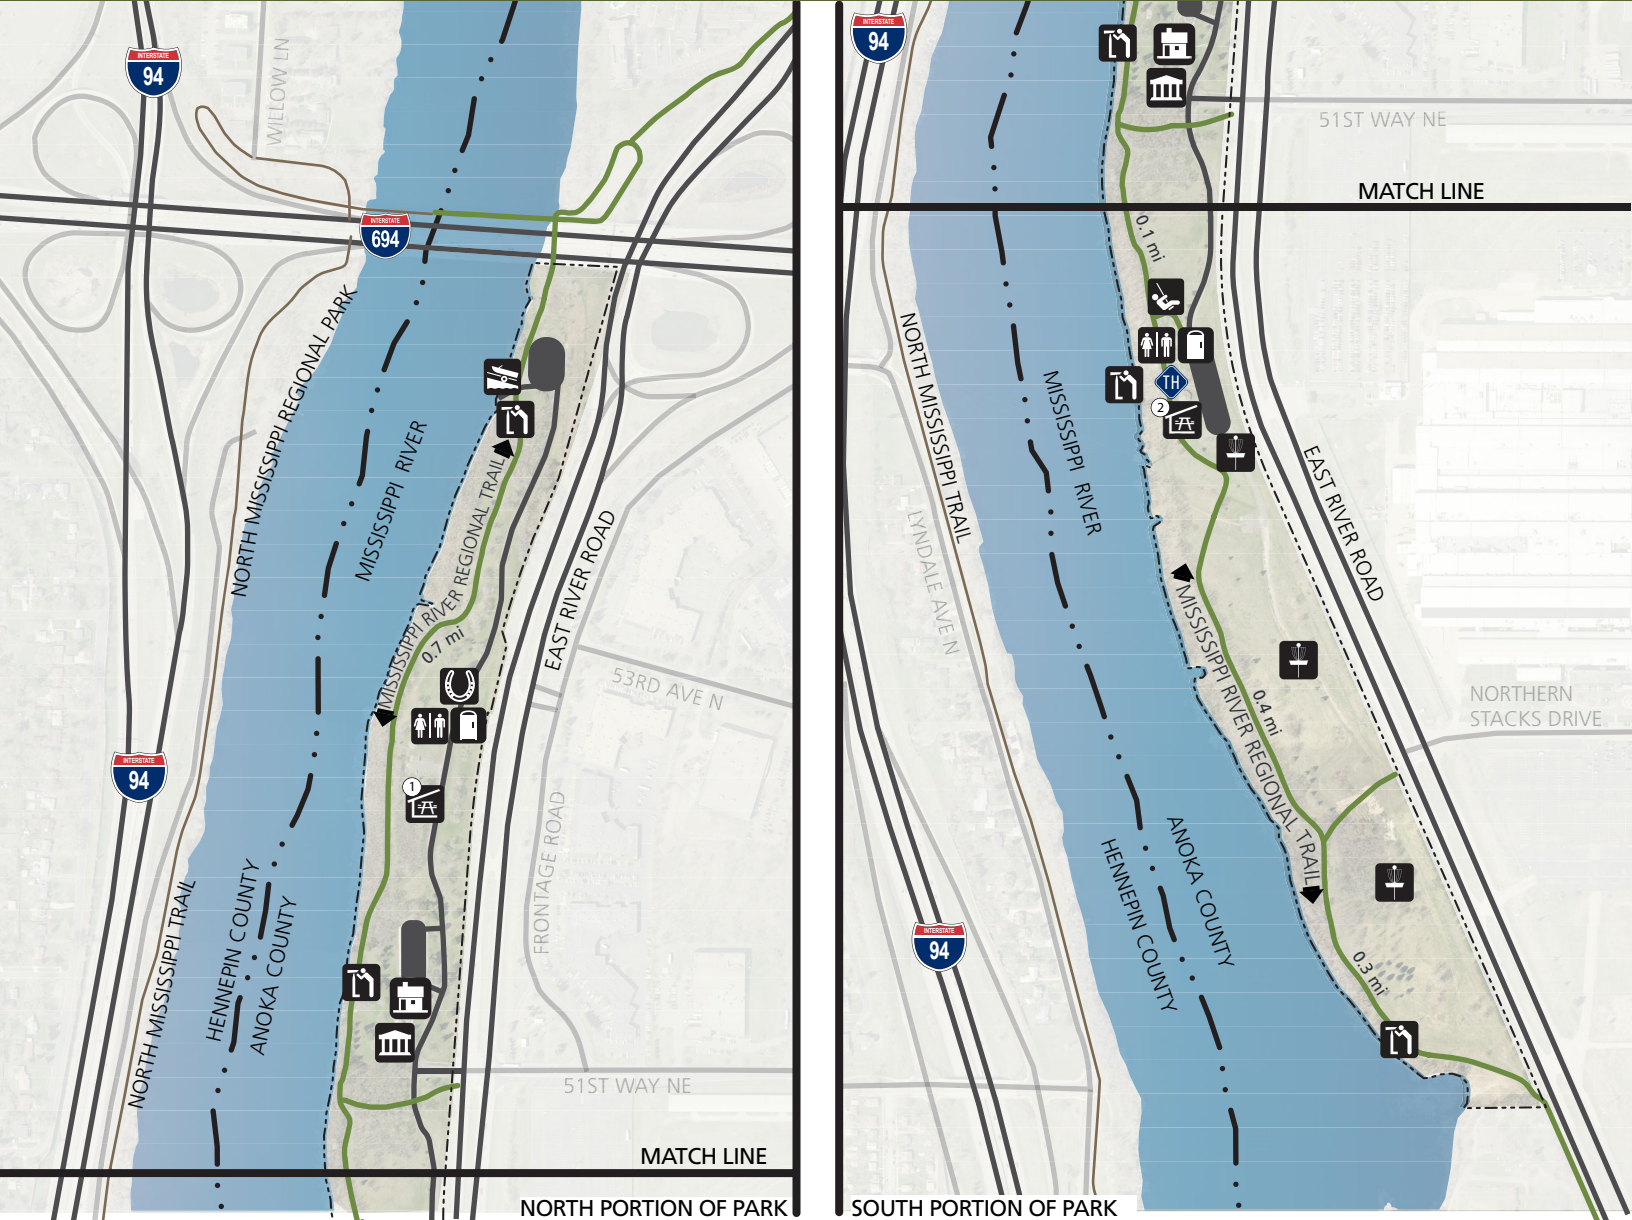 INTERSTATE
94
WILLOW LN
INTERSTATE
694
NORTH MISSISSIPPI REGIONAL PARK
MISSISSIPPI RIVER
MISSISSIPPI RIVER REGIONAL TRAIL
0.7 mi
EAST RIVER ROAD
53RD AVE N
INTERSTATE
94
1
FRONTAGE ROAD
NORTH MISSISSIPPI TRAIL
HENNEPIN COUNTY
ANOKA COUNTY
51ST WAY NE
MATCH LINE
NORTH PORTION OF PARK
INTERSTATE
94
51ST WAY NE
MATCH LINE
0.1 mi
NORTH MISSISSIPPI TRAIL
MISSISSIPPI RIVER
TH
2
EAST RIVER ROAD
LYNDALE AVE N
MISSISSIPPI RIVER REGIONAL TRAIL
0.4 mi
NORTHERN
STACKS DRIVE
ANOKA COUNTY
HENNEPIN COUNTY
INTERSTATE
94
0.3 mi
SOUTH PORTION OF PARK